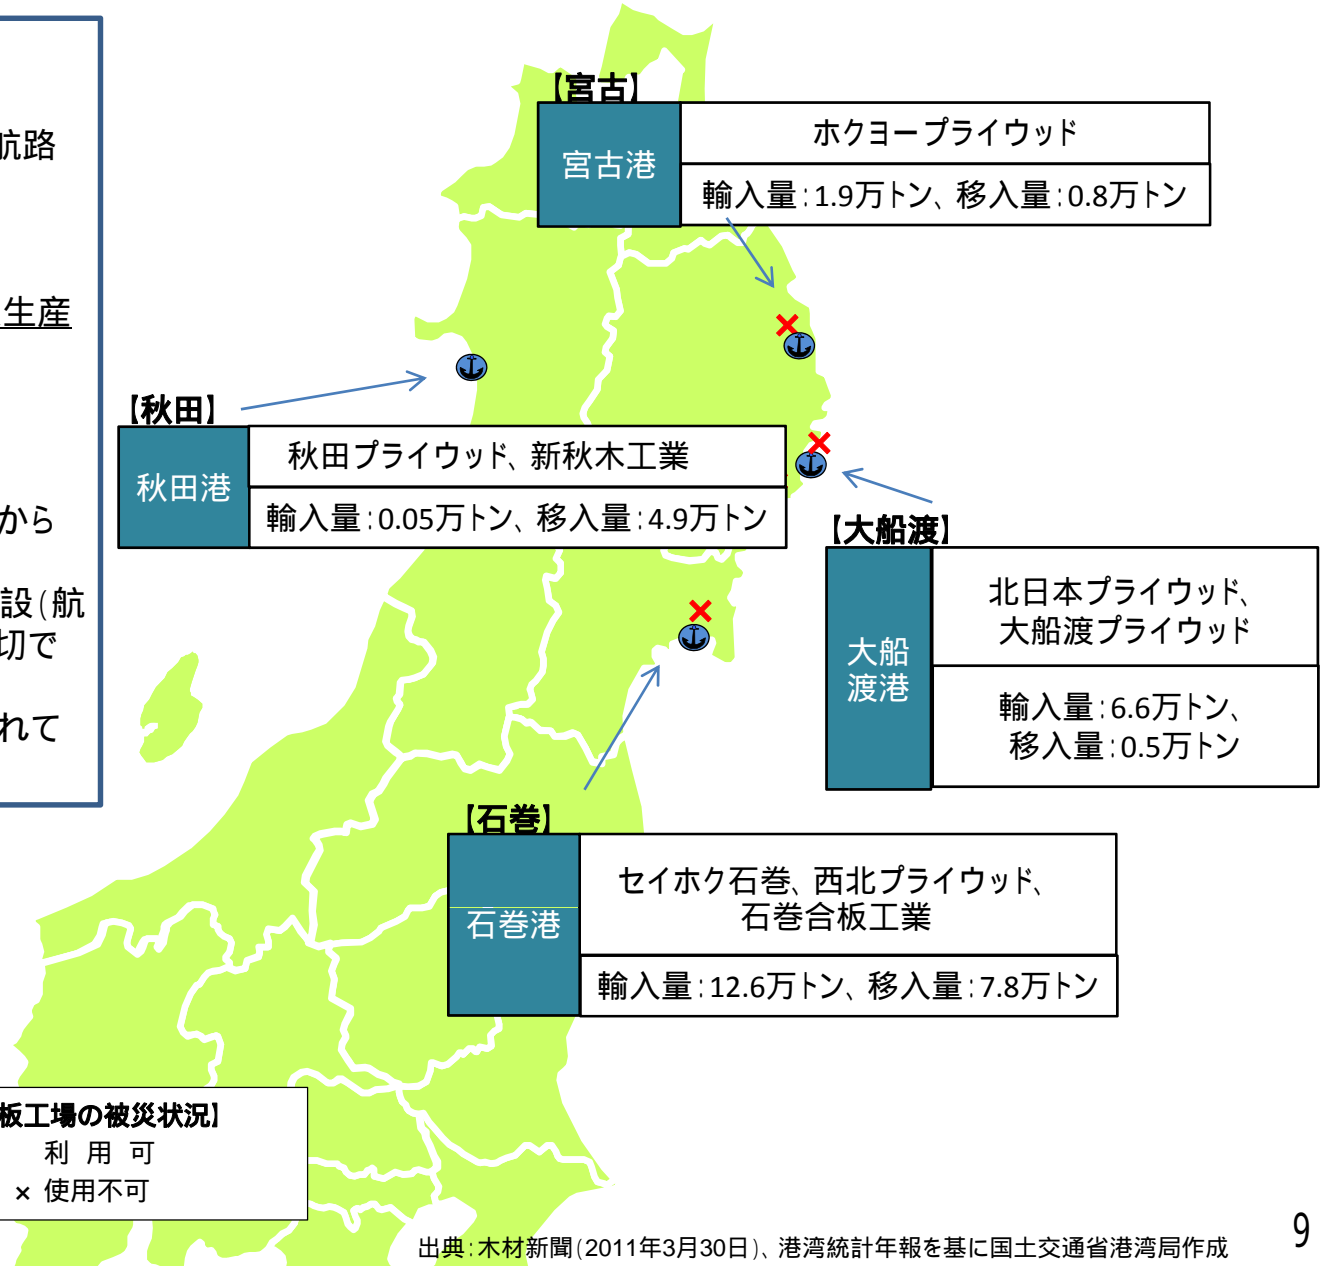 航路
生産
から
設(航
切で
れて
【宮古】
宮古港
ホクヨープライウッド
輸入量:1.9万トン、移入量:0.8万トン
【秋田】
秋田港
秋田プライウッド、新秋木工業
輸入量:0.05万トン、移入量:4.9万トン
【大船渡】
大船
渡港
北日本プライウッド、
大船渡プライウッド
輸入量:6.6万トン、
移入量:0.5万トン
【石巻】
石巻港
セイホク石巻、西北プライウッド、
石巻合板工業
輸入量:12.6万トン、移入量:7.8万トン
板工場の被災状況】
利 用 可
× 使用不可
出典:木材新聞(2011年3月30日)、港湾統計年報を基に国土交通省港湾局作成
9